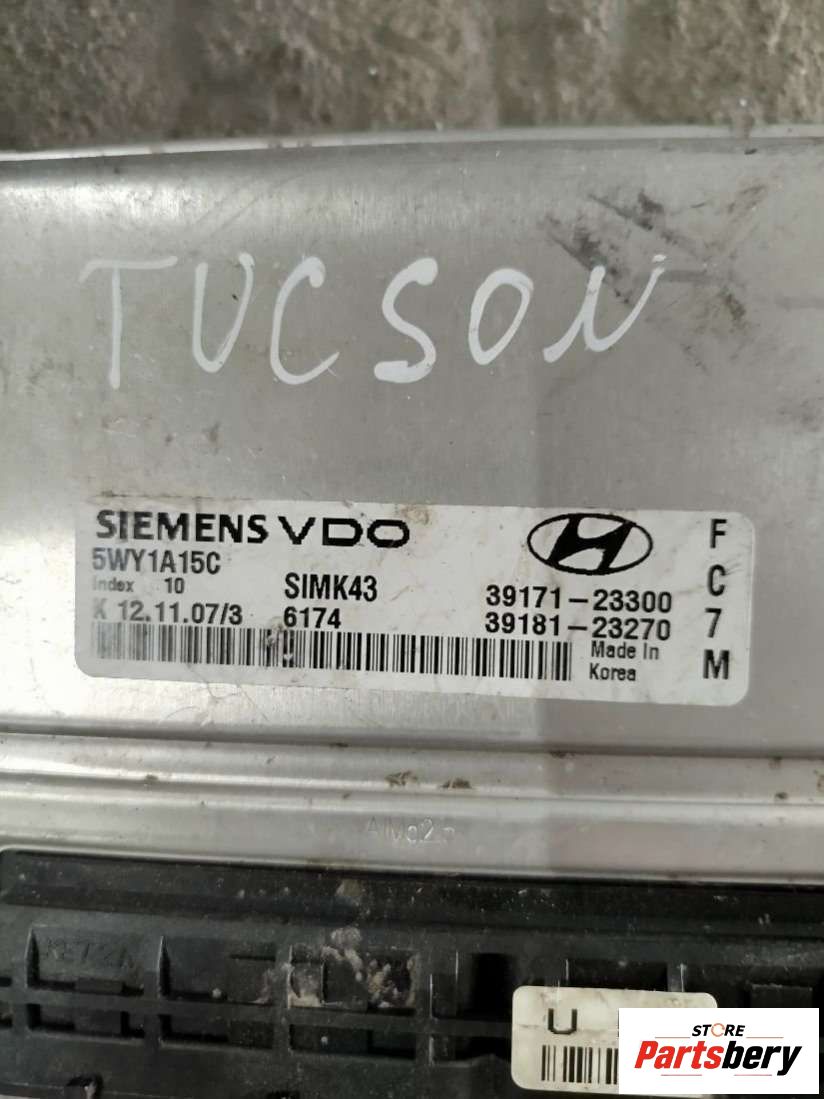 TUCSON
SIEMENS VDO
5WY1A15C
Index 10 SIMK43 39171-23300
K 12.11.07/3 6174 39181-23270
Made In
Korea
F
C
7
M
U
STORE
Partsbery